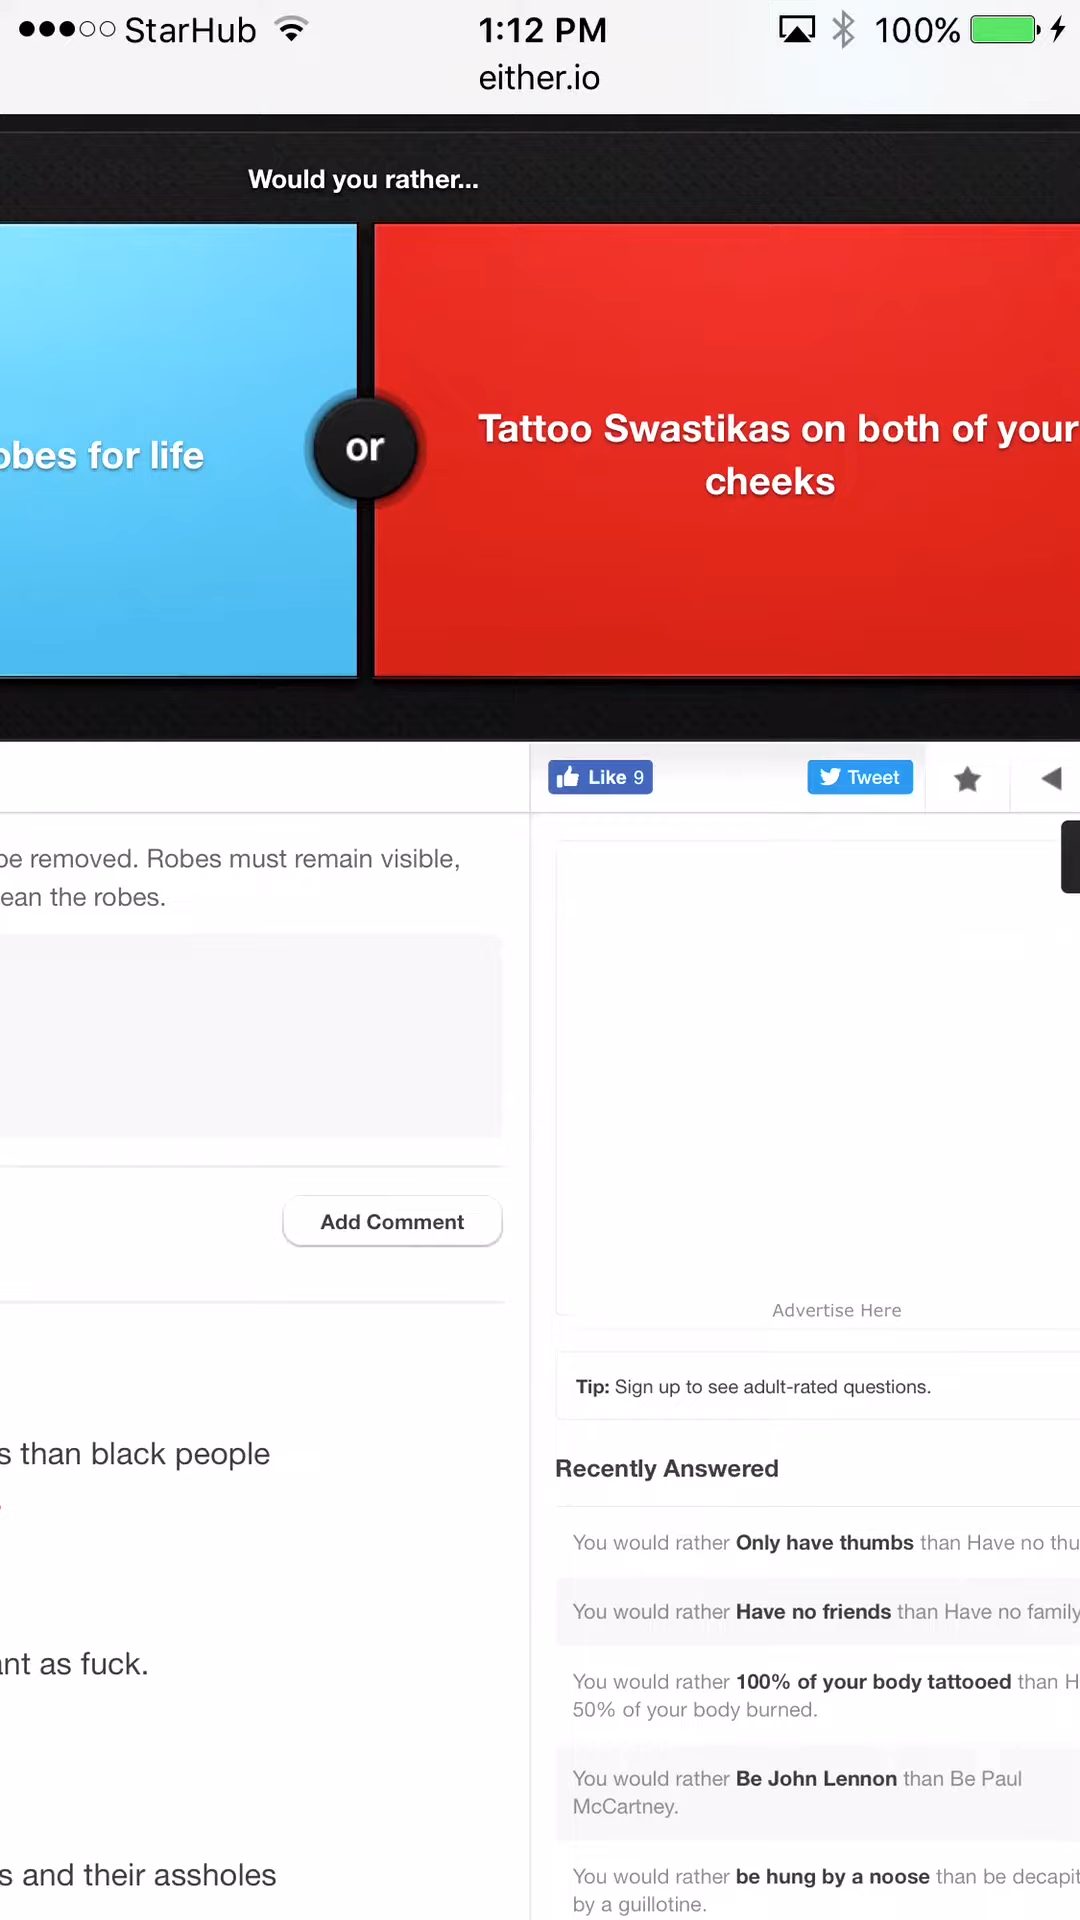 StarHub 1:12 PM 100%
either.io
Would you rather...
obes for life
or
Tattoo Swastikas on both of your
cheeks
Like 9
Tweet
be removed. Robes must remain visible,
ean the robes.
Add Comment
s than black people
ant as fuck.
s and their assholes
Advertise Here
Tip: Sign up to see adult-rated questions.
Recently Answered
You would rather Only have thumbs than Have no thu
You would rather Have no friends than Have no family
You would rather 100% of your body tattooed than H
50% of your body burned.
You would rather Be John Lennon than Be Paul
McCartney.
You would rather be hung by a noose than be decapit
by a guillotine.